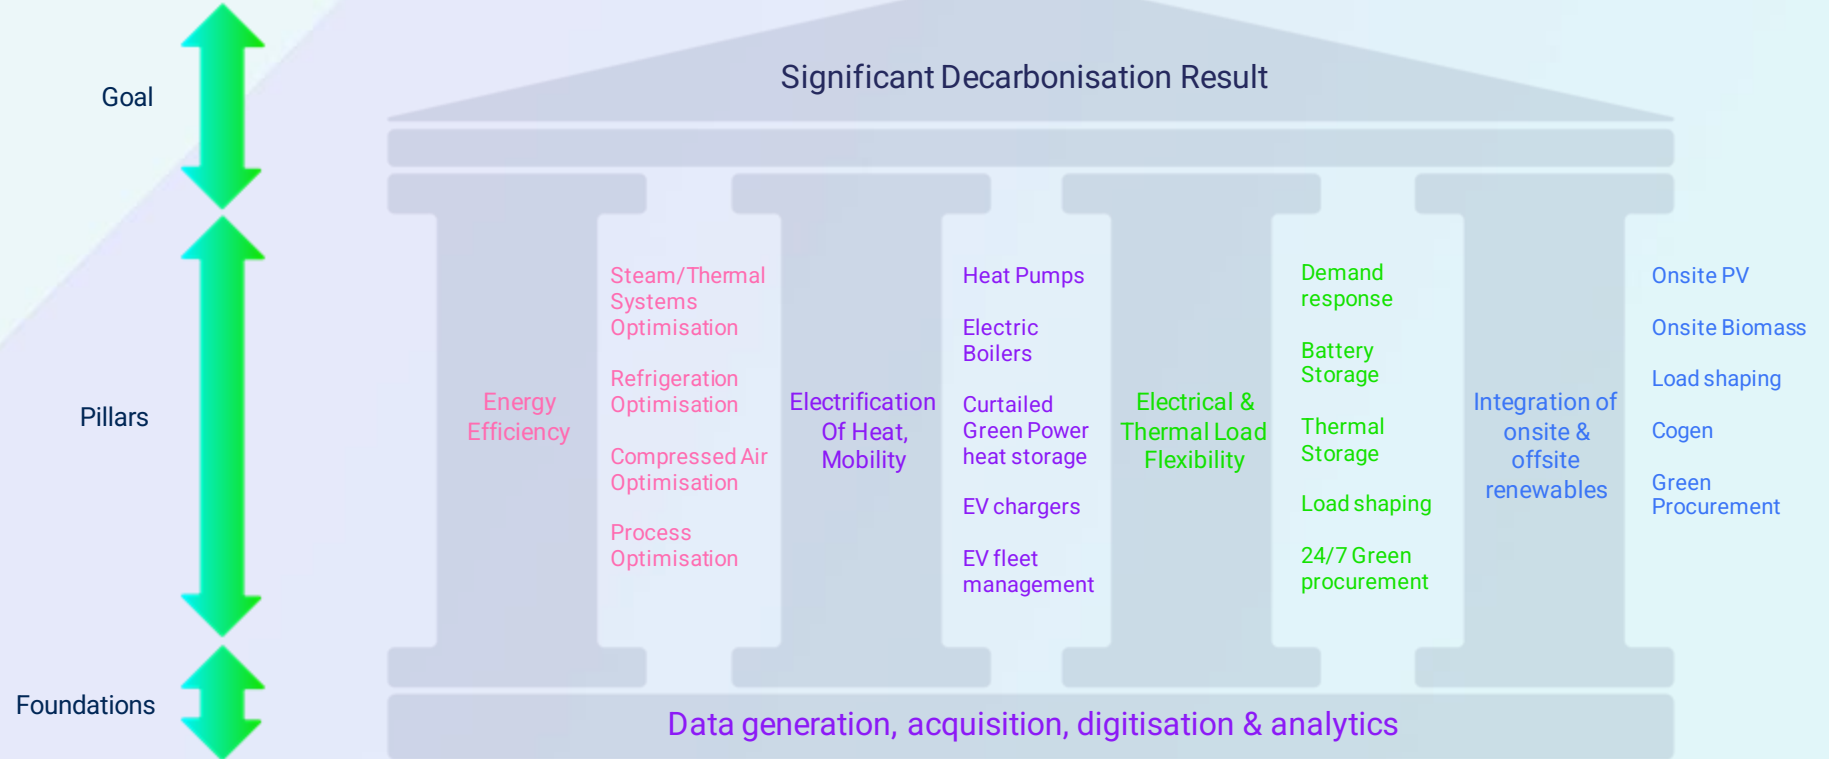 Goal
Significant Decarbonisation Result
Pillars
Energy
Efficiency
Steam/Thermal
Systems
Optimisation
Refrigeration
Optimisation
Compressed Air
Optimisation
Process
Optimisation
Electrification
Of Heat,
Mobility
Heat Pumps
Electric
Boilers
Curtailed
Green Power
heat storage
EV chargers
EV fleet
management
Electrical &
Thermal Load
Flexibility
Demand
response
Battery
Storage
Thermal
Storage
Load shaping
24/7 Green
procurement
Integration of
onsite &
offsite
renewables
Onsite PV
Onsite Biomass
Load shaping
Cogen
Green
Procurement
Foundations
Data generation, acquisition, digitisation & analytics